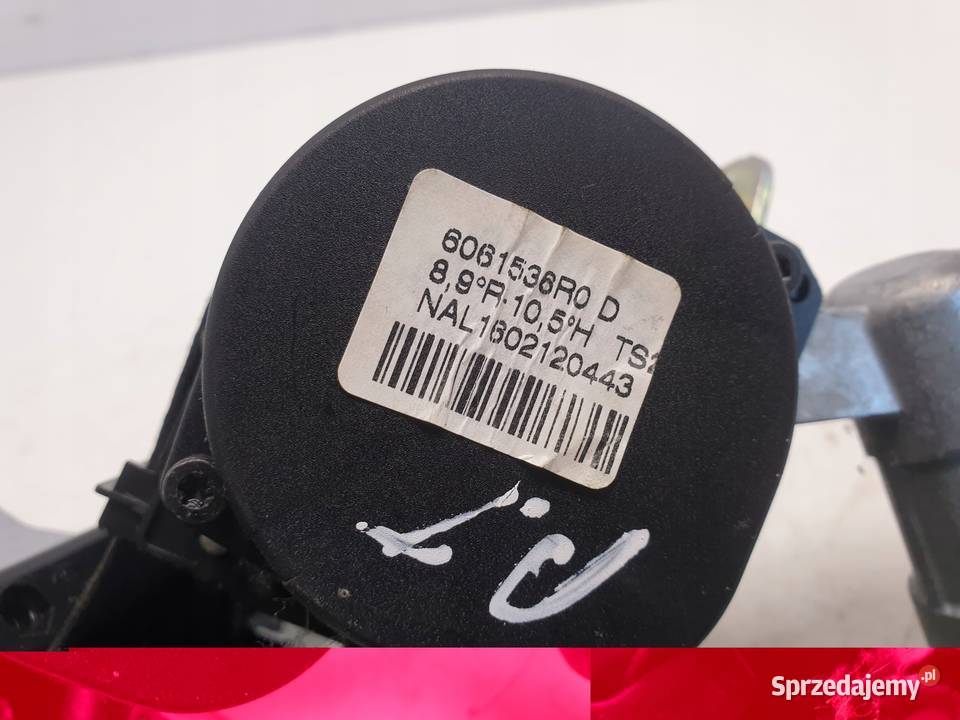 6061536R0 D
8,9°R.10,5°H TS2
NAL1602120443
Sprzedajemy.pl